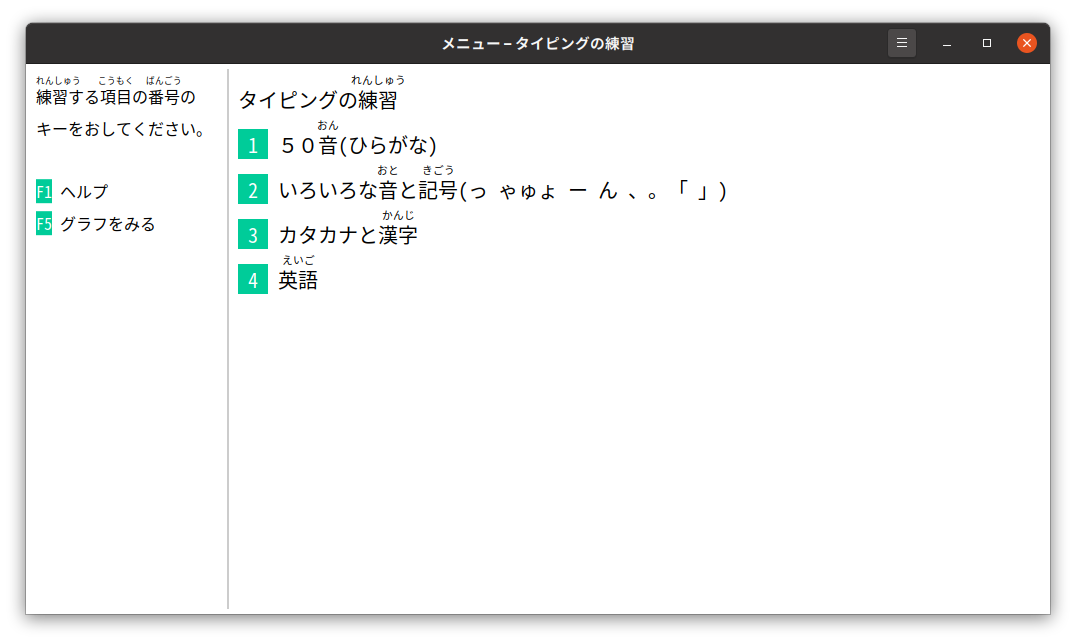 メニュー – タイピングの練習
れんしゅう こうもく ばんごう
練習する項目の番号の
キーをおしてください。
F1 ヘルプ
F5 グラフをみる
れんしゅう
タイピングの練習
おん
1 ５０音(ひらがな)
おと きごう
2 いろいろな音と記号(っ ゃゅょ ー ん 、。「 」)
かんじ
3 カタカナと漢字
えいご
4 英語